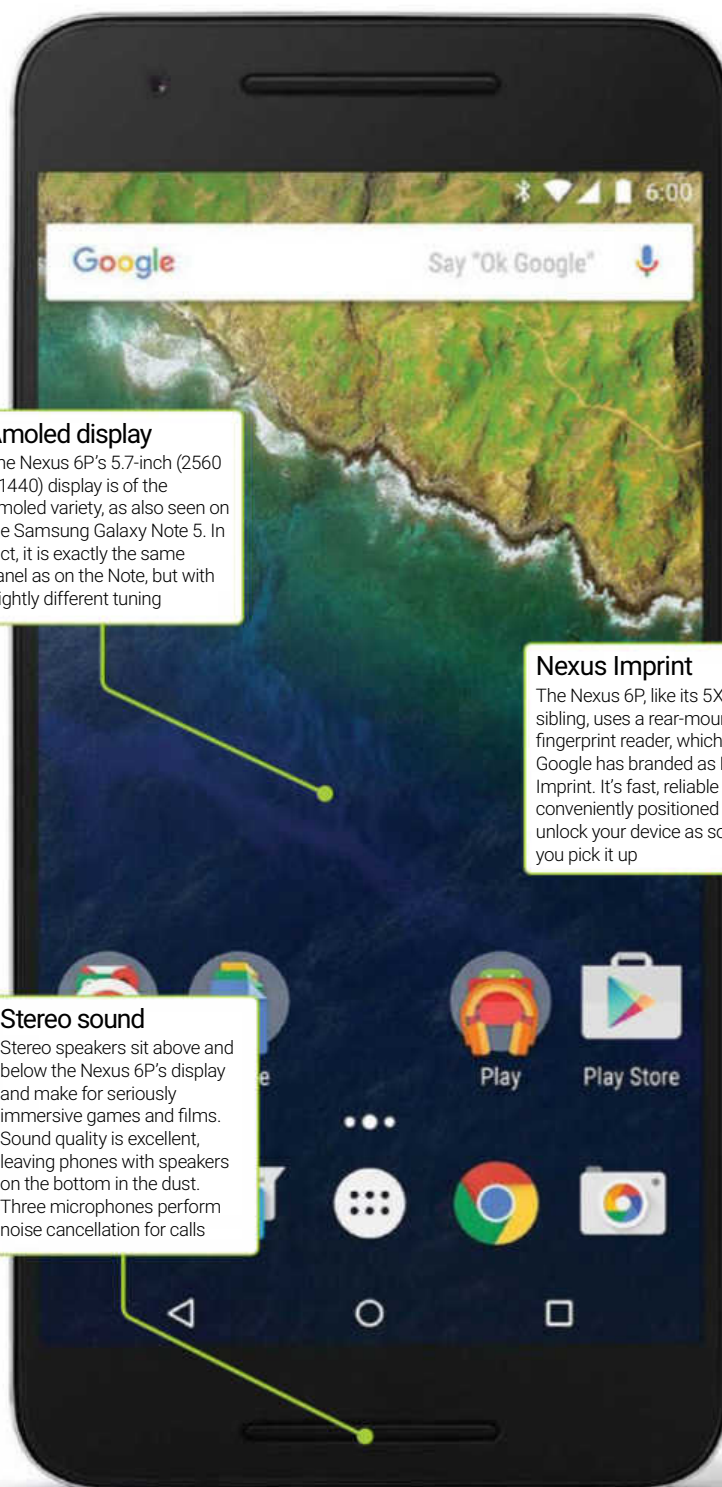 6:00
Google Say "Ok Google"
moled display
he Nexus 6P's 5.7-inch (2560
1440) display is of the
moled variety, as also seen on
e Samsung Galaxy Note 5. In
ct, it is exactly the same
anel as on the Note, but with
ightly different tuning
Nexus Imprint
The Nexus 6P, like its 5X
sibling, uses a rear-moun
fingerprint reader, which
Google has branded as
Imprint. It's fast, reliable
conveniently positioned
unlock your device as so
you pick it up
Stereo sound
Stereo speakers sit above and
below the Nexus 6P's display
and make for seriously
immersive games and films.
Sound quality is excellent,
leaving phones with speakers
on the bottom in the dust.
Three microphones perform
noise cancellation for calls
e Play Play Store